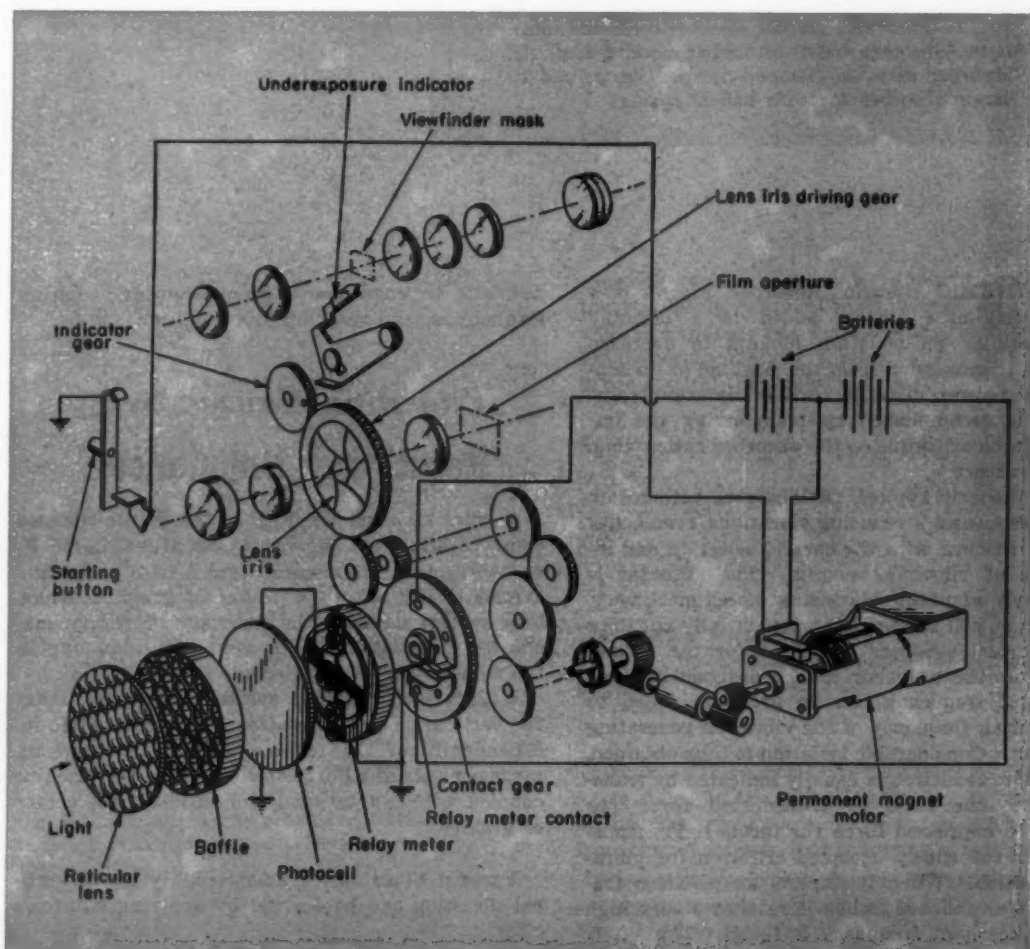 Underexposure indicator
Viewfinder mask
Lens iris driving gear
Film aperture
Batteries
Indicator
gear
Lens
iris
Starting
button
Contact gear
Relay meter contact
Permanent magnet
motor
Light
Baffle
Relay meter
Photocell
Reticular
lens